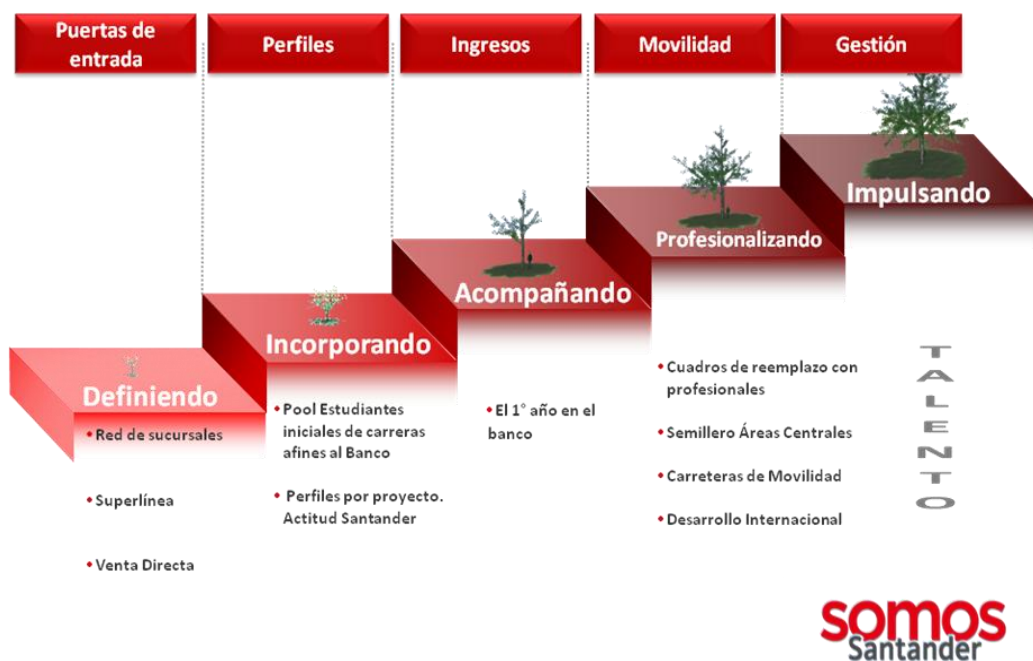 Puertas de
entrada
Perfiles
Ingresos
Movilidad
Gestión
Definiendo
• Red de sucursales
• Superlínea
• Venta Directa
Incorporando
• Pool Estudiantes
iniciales de carreras
afines al Banco
• Perfiles por proyecto.
Actitud Santander
Acompañando
• El 1° año en el
banco
Profesionalizando
• Cuadros de reemplazo con
profesionales
• Semillero Áreas Centrales
• Carreteras de Movilidad
• Desarrollo Internacional
Impulsando
TALENTO
somos
Santander